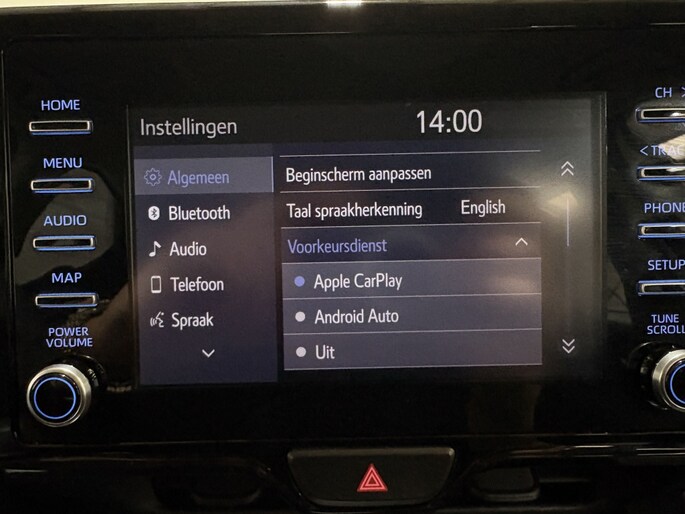 HOME
MENU
AUDIO
MAP
POWER
VOLUME
Instellingen
14:00
Algemeen
Bluetooth
Audio
Telefoon
Spraak
Beginscherm aanpassen
Taal spraakherkenning English
Voorkeursdienst
Apple CarPlay
Android Auto
Uit
CH >
< TRAC
PHONE
SETUP
TUNE
SCROLL